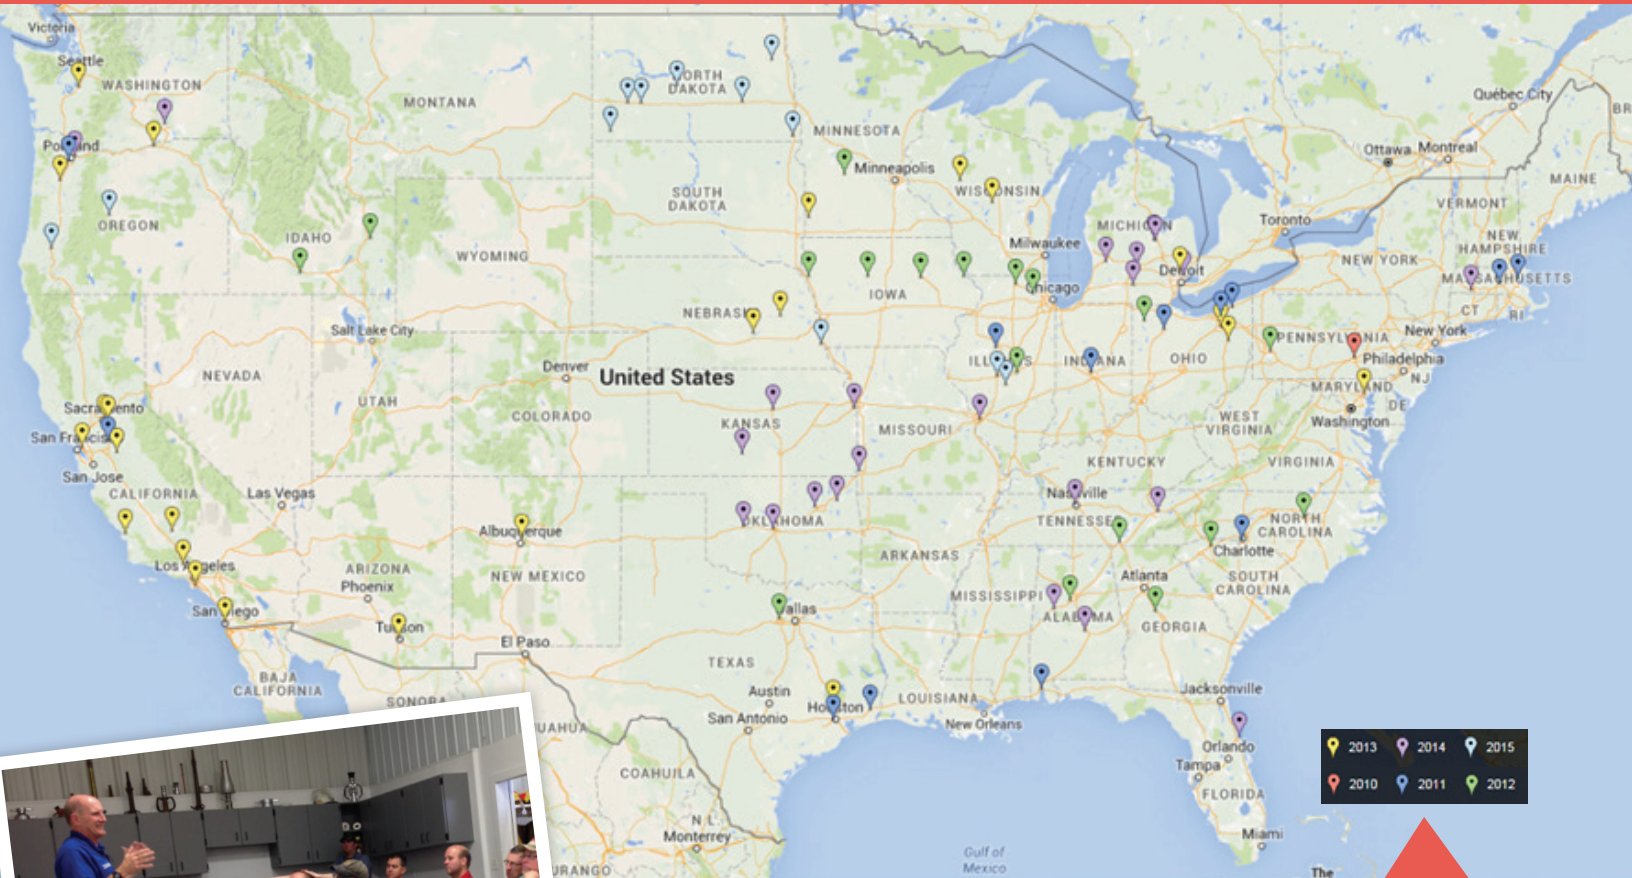 Victoria
Seattle
WASHINGTON
MONTANA
NORTH
DAKOTA
Québec City
MINNESOTA
Portland
Minneapolis
Ottawa
Montreal
MAINE
SOUTH
DAKOTA
WISCONSIN
VERMONT
OREGON
IDAHO
MICHIGAN
Toronto
NEW
HAMPSHIRE
WYOMING
Milwaukee
Detroit
NEW YORK
MASSACHUSETTS
Chicago
IOWA
NEBRASKA
CT
RI
Salt Lake City
PENNSYLVANIA
New York
Denver
United States
ILLINOIS
INDIANA
OHIO
Philadelphia
NEVADA
NJ
UTAH
MARYLAND
Sacramento
COLORADO
KANSAS
MISSOURI
WEST
VIRGINIA
DE
Washington
San Francisco
San Jose
KENTUCKY
VIRGINIA
CALIFORNIA
Las Vegas
Nashville
Albuquerque
OKLAHOMA
TENNESSEE
NORTH
CAROLINA
Charlotte
ARKANSAS
Los Angeles
ARIZONA
Phoenix
NEW MEXICO
Atlanta
SOUTH
CAROLINA
MISSISSIPPI
San Diego
Dallas
ALABAMA
GEORGIA
Tucson
El Paso
TEXAS
BAJA
CALIFORNIA
SONORA
Austin
Houston
LOUISIANA
Jacksonville
San Antonio
New Orleans
UAHUA
Orlando
Tampa
COAHUILA
FLORIDA
2013 2014 2015
2010 2011 2012
N L
Monterrey
Miami
Gulf of
Mexico
URANGO
The
BR